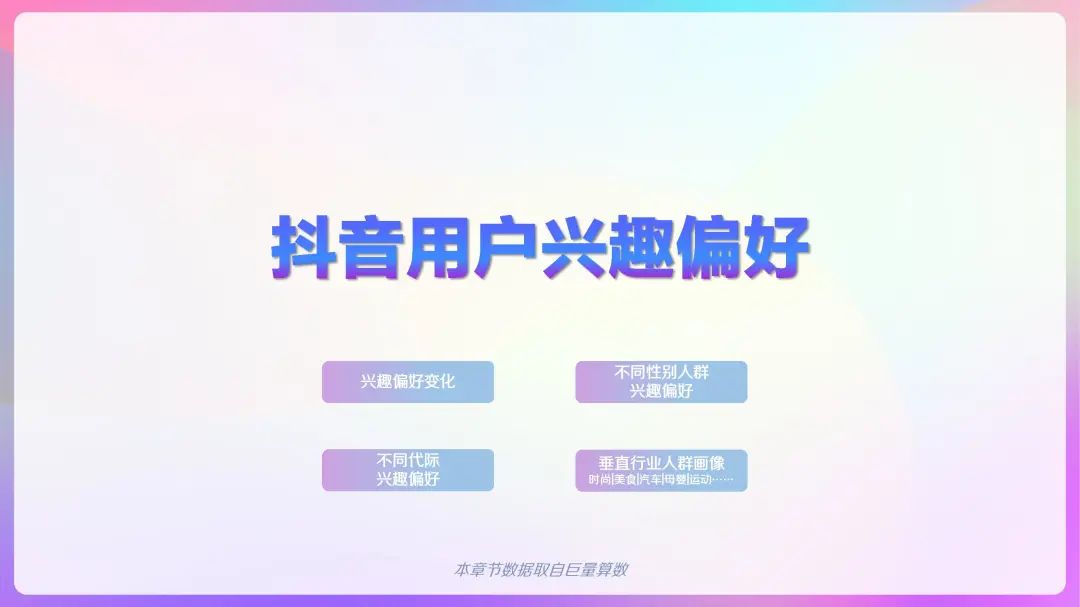 抖音用户兴趣偏好
兴趣偏好变化
不同性别人群
兴趣偏好
不同代际
兴趣偏好
垂直行业人群画像
时尚|美食|汽车|母婴|运动……
本章节数据取自巨量算数